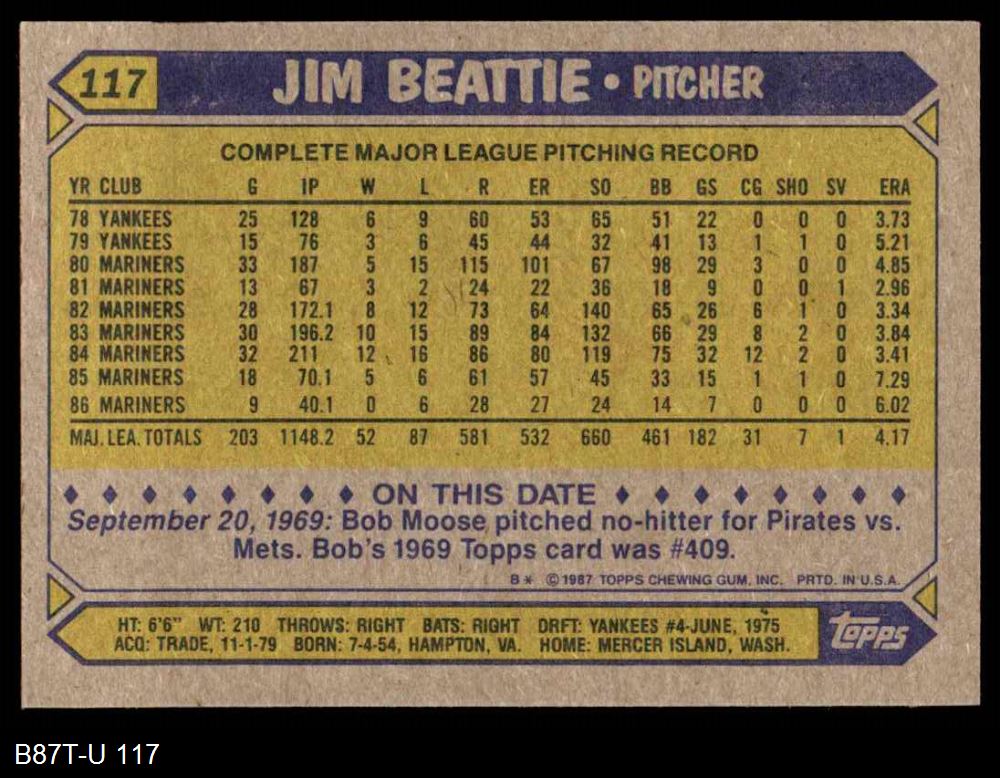 117 JIM BEATTIE • PITCHER
COMPLETE MAJOR LEAGUE PITCHING RECORD
YR CLUB G IP W L R ER SO BB GS CG SHO SV ERA
78 YANKEES 25 128 6 9 60 53 65 51 22 0 0 0 3.73
79 YANKEES 15 76 3 6 45 44 32 41 13 1 1 0 5.21
80 MARINERS 33 187 5 15 115 101 67 98 29 3 0 0 4.85
81 MARINERS 13 67 3 2 24 22 36 18 9 0 0 1 2.96
82 MARINERS 28 172.1 8 12 73 64 140 65 26 6 1 0 3.34
83 MARINERS 30 196.2 10 15 89 84 132 66 29 8 2 0 3.84
84 MARINERS 32 211 12 16 86 80 119 75 32 12 2 0 3.41
85 MARINERS 18 70.1 5 6 61 57 45 33 15 1 1 0 7.29
86 MARINERS 9 40.1 0 6 28 27 24 14 7 0 0 0 6.02
MAJ. LEA. TOTALS 203 1148.2 52 87 581 532 660 461 182 31 7 1 4.17
♦ ♦ ♦ ♦ ♦ ♦ ♦ ♦ ON THIS DATE ♦ ♦ ♦ ♦ ♦ ♦ ♦ ♦
September 20, 1969: Bob Moose pitched no-hitter for Pirates vs.
Mets. Bob's 1969 Topps card was #409.
B* © 1987 TOPPS CHEWING GUM, INC. PRTD. IN U.S.A.
HT: 6'6" WT: 210 THROWS: RIGHT BATS: RIGHT DRFT: YANKEES #4-JUNE, 1975
ACQ: TRADE, 11-1-79 BORN: 7-4-54, HAMPTON, VA. HOME: MERCER ISLAND, WASH.
topps
B87T-U 117